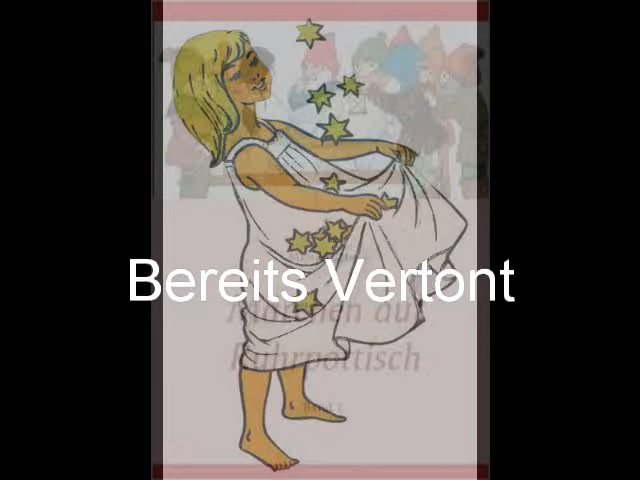 Bereits Vertont
Märchen auf
Ruhrpottisch